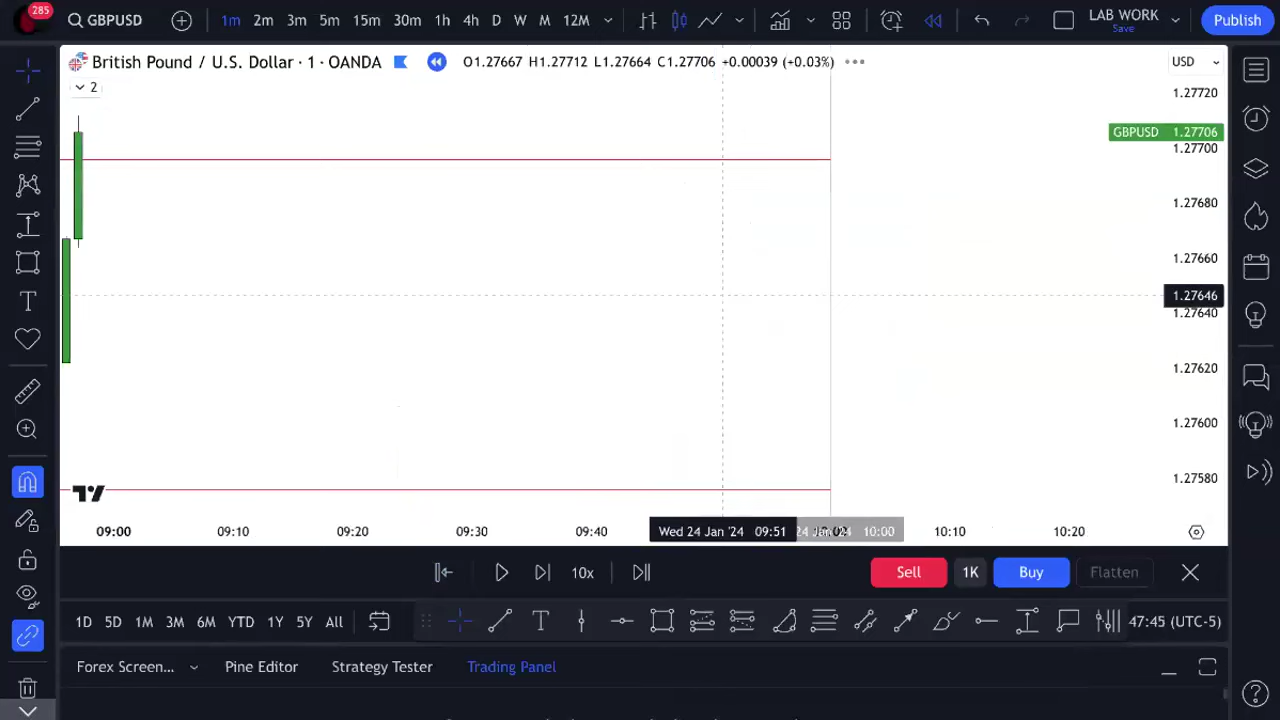 285
GBPUSD
1m 2m 3m 5m 15m 30m 1h 4h D W M 12M
LAB WORK
Save
Publish
British Pound / U.S. Dollar · 1 · OANDA
O1.27667 H1.27712 L1.27664 C1.27706 +0.00039 (+0.03%)
USD
2
1.27720
GBPUSD 1.27706
1.27700
1.27680
1.27660
1.27646
1.27640
1.27620
1.27600
1.27580
09:00 09:10 09:20 09:30 09:40 Wed 24 Jan '24 09:51 24 Jan '24 10:00 10:10 10:20
10x
Sell 1K Buy Flatten
1D 5D 1M 3M 6M YTD 1Y 5Y All
47:45 (UTC-5)
Forex Screen... Pine Editor Strategy Tester Trading Panel